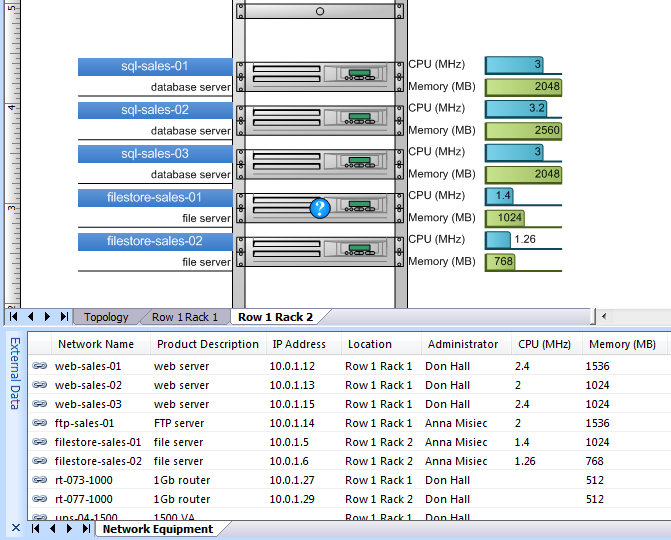 5
sql-sales-01 CPU (MHz) 3
database server Memory (MB) 2048
4
sql-sales-02 CPU (MHz) 3.2
database server Memory (MB) 2560
sql-sales-03 CPU (MHz) 3
database server Memory (MB) 2048
filestore-sales-01 CPU (MHz) 1.4
3
file server ? Memory (MB) 1024
filestore-sales-02 CPU (MHz) 1.26
file server Memory (MB) 768
Topology Row 1 Rack 1 Row 1 Rack 2
External Data
Network Name Product Description IP Address Location Administrator CPU (MHz) Memory (MB)
web-sales-01 web server 10.0.1.12 Row 1 Rack 1 Don Hall 2.4 1536
web-sales-02 web server 10.0.1.13 Row 1 Rack 1 Don Hall 2 1024
web-sales-03 web server 10.0.1.15 Row 1 Rack 1 Don Hall 2.4 1024
ftp-sales-01 FTP server 10.0.1.14 Row 1 Rack 1 Anna Misiec 2 1536
filestore-sales-01 file server 10.0.1.5 Row 1 Rack 2 Anna Misiec 1.4 1024
filestore-sales-02 file server 10.0.1.6 Row 1 Rack 2 Anna Misiec 1.26 768
rt-073-1000 1Gb router 10.0.1.27 Row 1 Rack 1 Don Hall 512
rt-077-1000 1Gb router 10.0.1.29 Row 1 Rack 2 Don Hall 512
ups-04-1500 1500 VA Row 1 Rack 1 Don Hall
Network Equipment